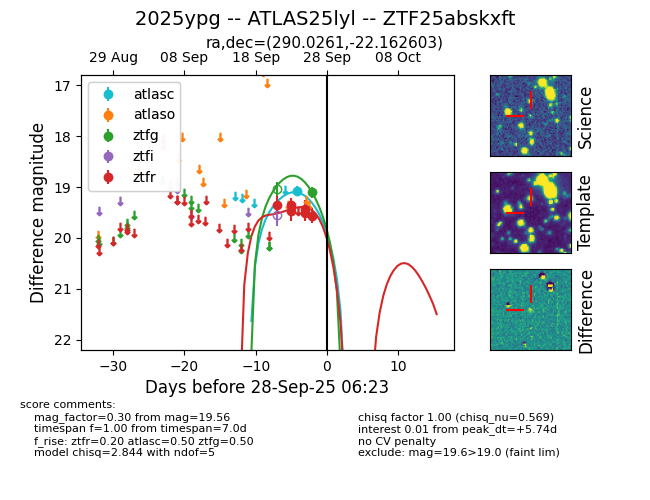 2025ypg -- ATLAS25lyl -- ZTF25abskxft
ra,dec=(290.0261,-22.162603)
29 Aug 08 Sep 18 Sep 28 Sep 08 Oct
17
18
19
20
21
22
Difference magnitude
atlasc
atlaso
ztfg
ztfi
ztfr
−30 −20 −10 0 10
Days before 28-Sep-25 06:23
Science
Template
Difference
score comments:
mag_factor=0.30 from mag=19.56
timespan f=1.00 from timespan=7.0d
f_rise: ztfr=0.20 atlasc=0.50 ztfg=0.50
model chisq=2.844 with ndof=5
chisq factor 1.00 (chisq_nu=0.569)
interest 0.01 from peak_dt=+5.74d
no CV penalty
exclude: mag=19.6>19.0 (faint lim)